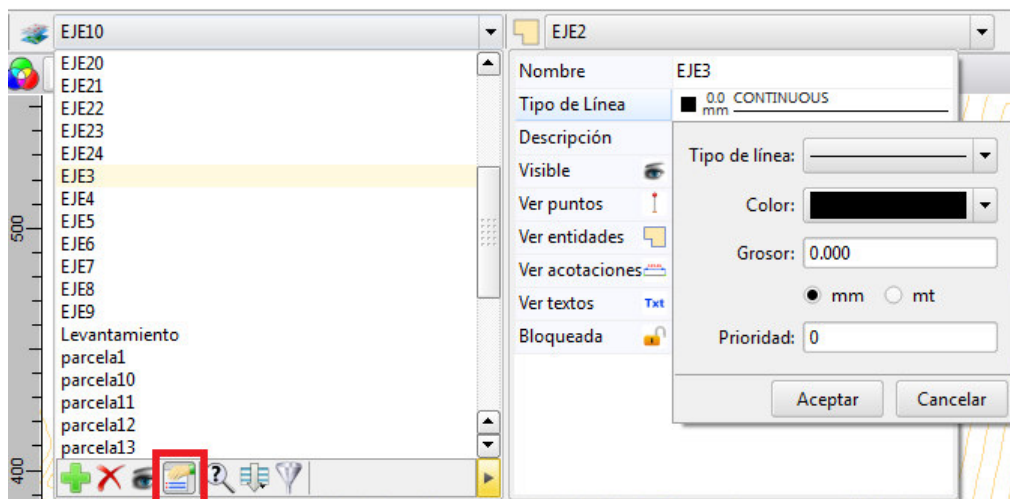 EJE10
EJE20
EJE21
EJE22
EJE23
EJE24
EJE3
EJE4
EJE5
EJE6
EJE7
EJE8
EJE9
Levantamiento
parcela1
parcela10
parcela11
parcela12
parcela13
500
400
EJE2
Nombre EJE3
Tipo de Línea 0.0 mm CONTINUOUS
Descripción
Visible
Ver puntos
Ver entidades
Ver acotaciones
Ver textos Txt
Bloqueada
Tipo de línea:
Color:
Grosor: 0.000
mm mt
Prioridad: 0
Aceptar Cancelar